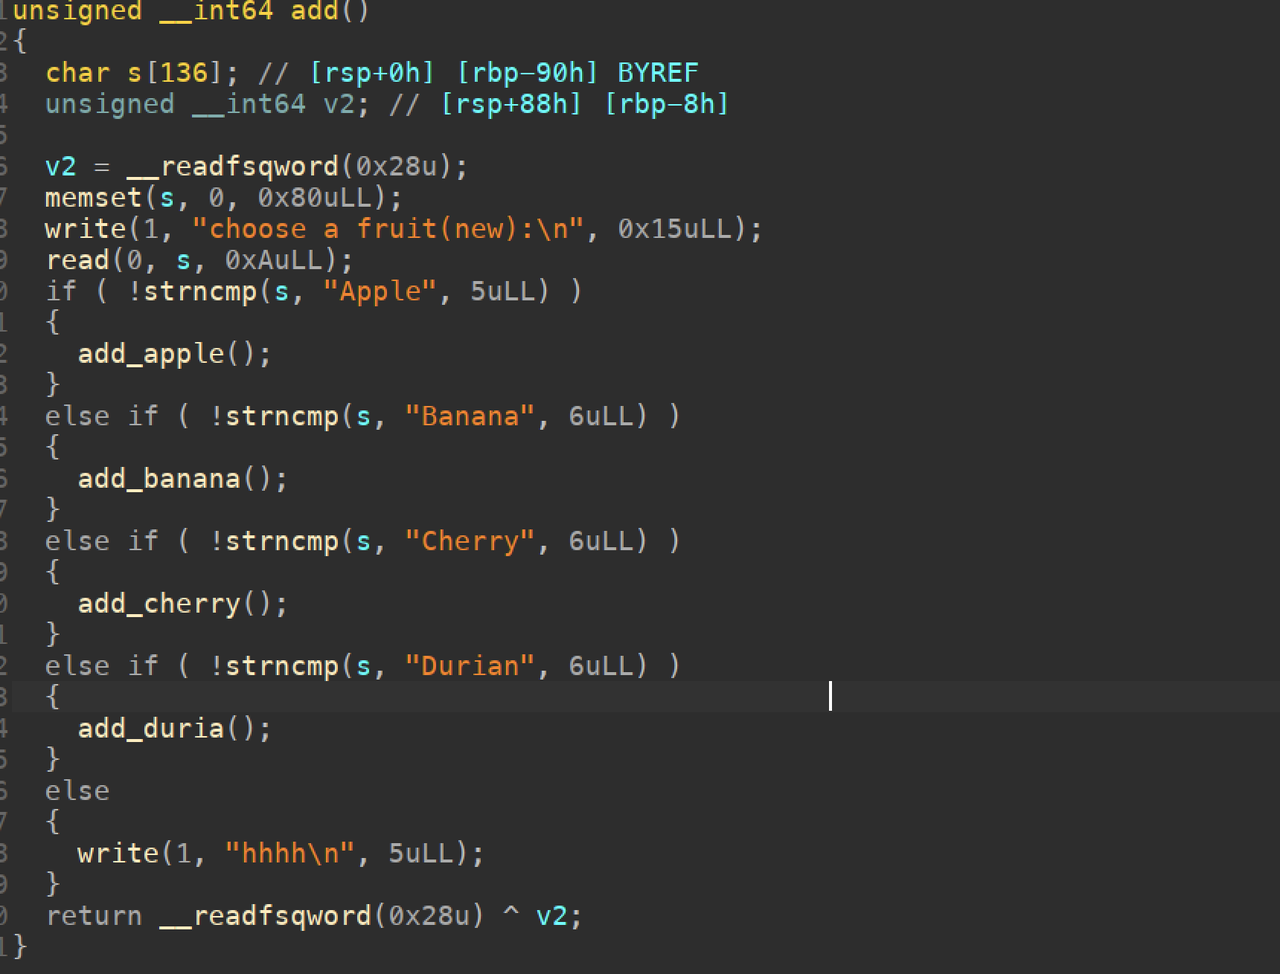 1 unsigned __int64 add()
2 {
3   char s[136]; // [rsp+0h] [rbp-90h] BYREF
4   unsigned __int64 v2; // [rsp+88h] [rbp-8h]
5
6   v2 = __readfsqword(0x28u);
7   memset(s, 0, 0x80uLL);
8   write(1, "choose a fruit(new):\n", 0x15uLL);
9   read(0, s, 0xAuLL);
0   if ( !strncmp(s, "Apple", 5uLL) )
1   {
2     add_apple();
3   }
4   else if ( !strncmp(s, "Banana", 6uLL) )
5   {
6     add_banana();
7   }
8   else if ( !strncmp(s, "Cherry", 6uLL) )
9   {
0     add_cherry();
1   }
2   else if ( !strncmp(s, "Durian", 6uLL) )
3   {
4     add_duria();
5   }
6   else
7   {
8     write(1, "hhhh\n", 5uLL);
9   }
0   return __readfsqword(0x28u) ^ v2;
1 }